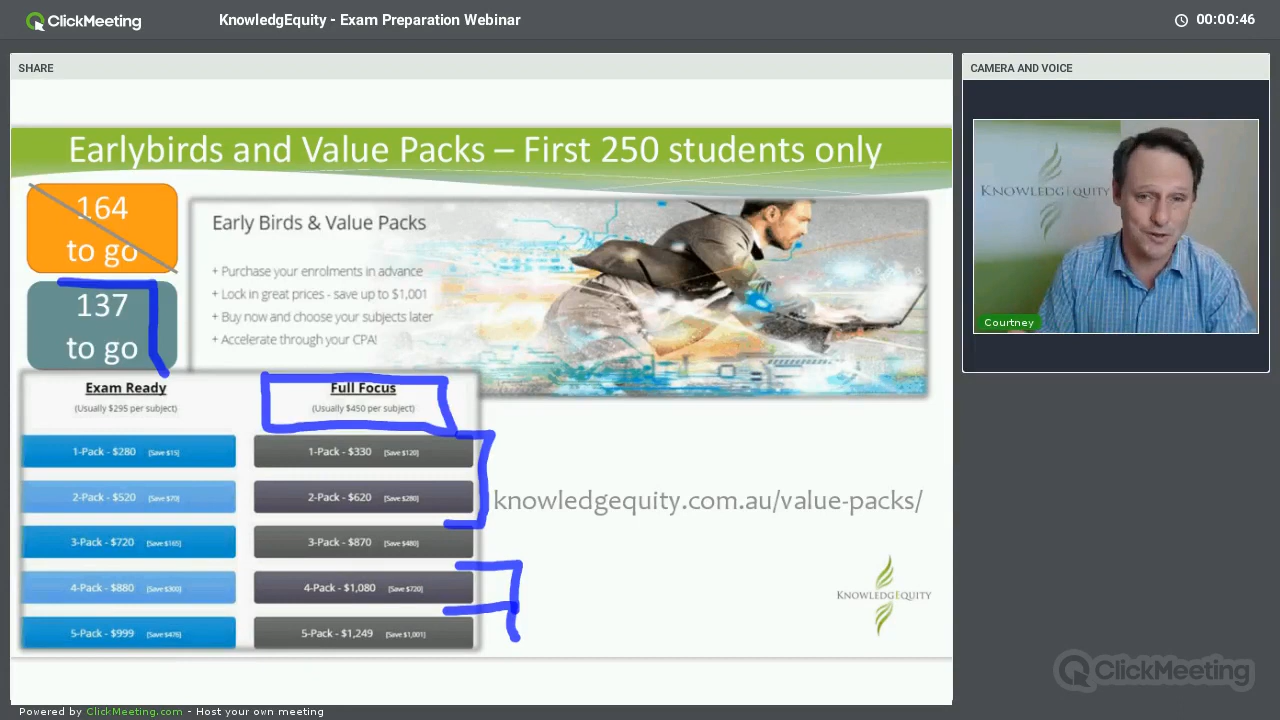 ClickMeeting
KnowledgEquity - Exam Preparation Webinar
00:00:46
SHARE
Earlybirds and Value Packs – First 250 students only
164
to go
137
to go
Early Birds & Value Packs
+ Purchase your enrolments in advance
+ Lock in great prices - save up to $1,001
+ Buy now and choose your subjects later
+ Accelerate through your CPA!
Exam Ready
(Usually $295 per subject)
1-Pack - $280 [Save $15]
2-Pack - $520 [Save $70]
3-Pack - $720 [Save $165]
4-Pack - $880 [Save $300]
5-Pack - $999 [Save $476]
Full Focus
(Usually $450 per subject)
1-Pack - $330 [Save $120]
2-Pack - $620 [Save $280]
3-Pack - $870 [Save $480]
4-Pack - $1,080 [Save $720]
5-Pack - $1,249 [Save $1,001]
knowledgequity.com.au/value-packs/
KNOWLEDGEQUITY
CAMERA AND VOICE
KNOWLEDGEQUITY
Courtney
ClickMeeting
Powered by ClickMeeting.com - Host your own meeting